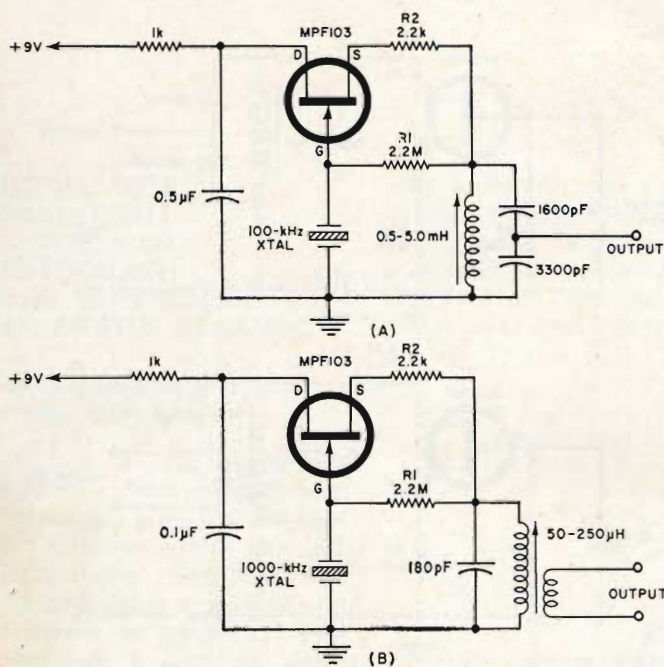 1k
MPF103
R2
2.2k
+9V
D
S
G
R1
2.2M
0.5µF
100-kHz
XTAL
0.5-5.0mH
1600pF
3300pF
OUTPUT
(A)
1k
MPF103
R2
2.2k
+9V
D
S
G
R1
2.2M
0.1µF
1000-kHz
XTAL
180pF
50-250µH
OUTPUT
(B)